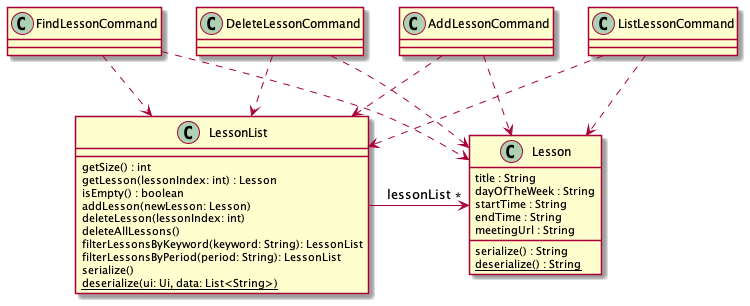 C FindLessonCommand
C DeleteLessonCommand
C AddLessonCommand
C ListLessonCommand
C LessonList
getSize() : int
getLesson(lessonIndex: int) : Lesson
isEmpty() : boolean
addLesson(newLesson: Lesson)
deleteLesson(lessonIndex: int)
deleteAllLessons()
filterLessonsByKeyword(keyword: String): LessonList
filterLessonsByPeriod(period: String): LessonList
serialize()
deserialize(ui: Ui, data: List<String>)
lessonList *
C Lesson
title : String
dayOfTheWeek : String
startTime : String
endTime : String
meetingUrl : String
serialize() : String
deserialize() : String